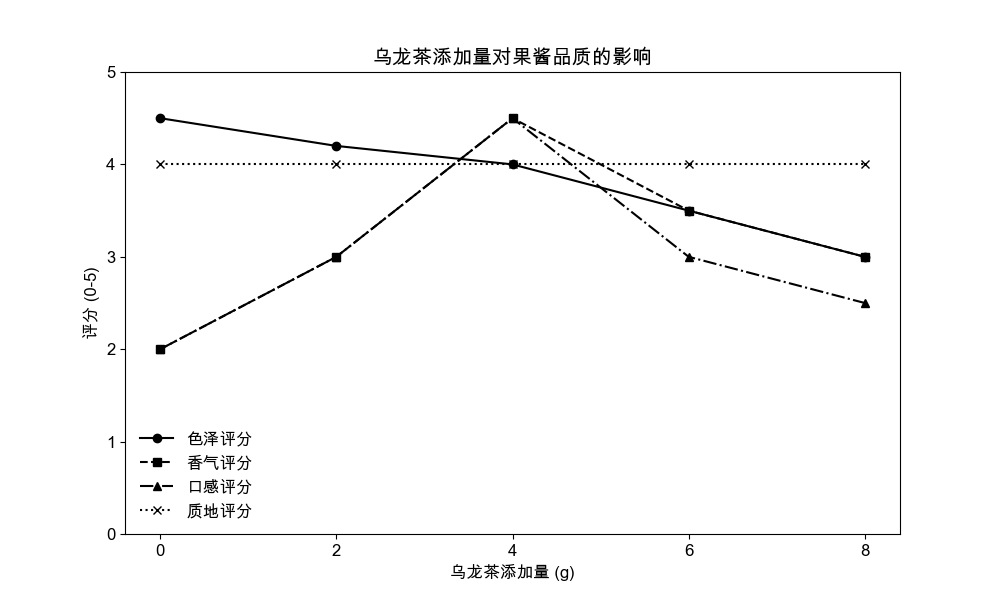 乌龙茶添加量对果酱品质的影响
5
4
3
2
1
0
评分 (0-5)
色泽评分
香气评分
口感评分
质地评分
0 2 4 6 8
乌龙茶添加量 (g)